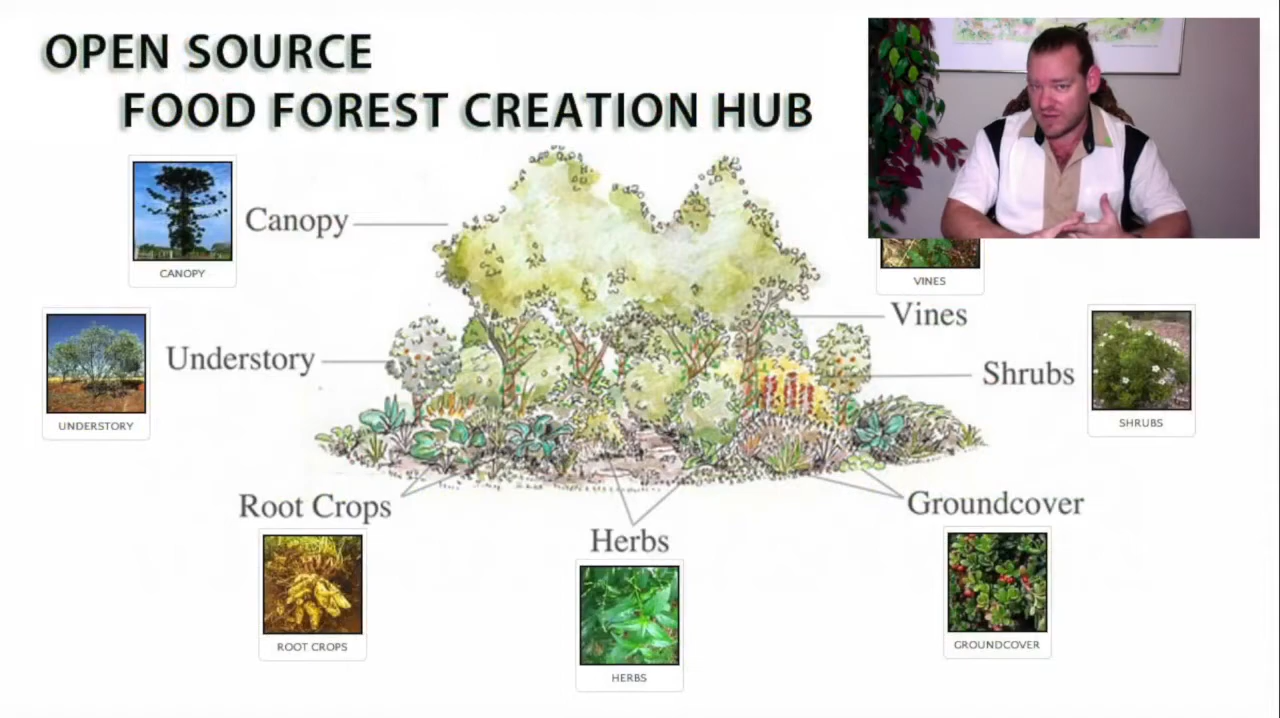 OPEN SOURCE
FOOD FOREST CREATION HUB
Canopy
CANOPY
VINES
Vines
Understory
UNDERSTORY
Shrubs
SHRUBS
Root Crops
ROOT CROPS
Herbs
HERBS
Groundcover
GROUNDCOVER